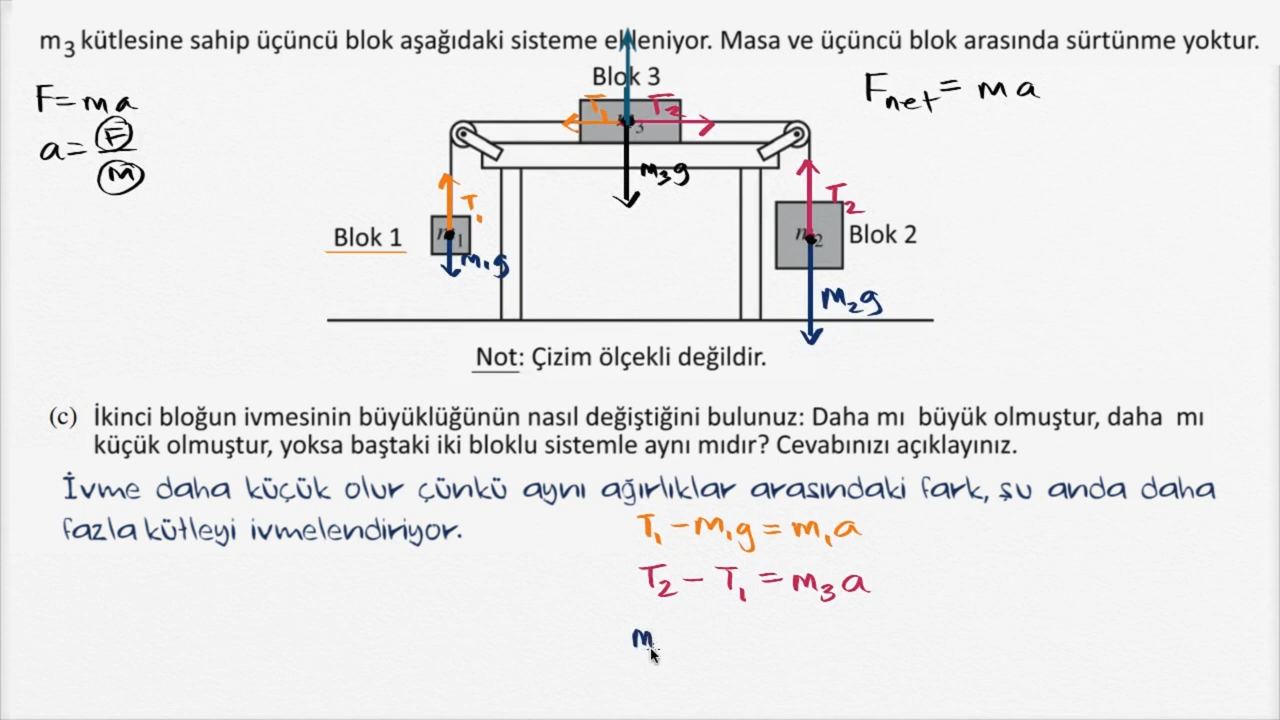 m₃ kütlesine sahip üçüncü blok aşağıdaki sisteme ekleniyor. Masa ve üçüncü blok arasında sürtünme yoktur.
Blok 3
F = ma
F_net = ma
a = F/m
T₁ m₃ T₂
m₃g
T₁
T₂
Blok 1 m₁
m₂ Blok 2
m₁g
m₂g
Not: Çizim ölçekli değildir.
(c) İkinci bloğun ivmesinin büyüklüğünün nasıl değiştiğini bulunuz: Daha mı büyük olmuştur, daha mı
küçük olmuştur, yoksa baştaki iki bloklu sistemle aynı mıdır? Cevabınızı açıklayınız.
İvme daha küçük olur çünkü aynı ağırlıklar arasındaki fark, şu anda daha
fazla kütleyi ivmelendiriyor.
T₁ - m₁g = m₁a
T₂ - T₁ = m₃a
m